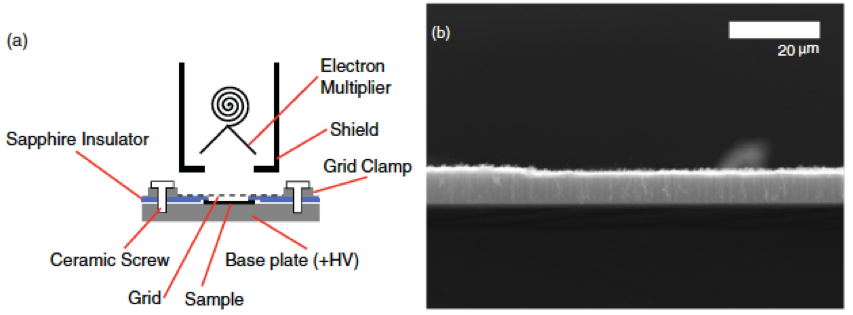 (a)
Electron
Multiplier
Shield
Sapphire Insulator
Grid Clamp
Ceramic Screw
Base plate (+HV)
Grid
Sample
(b)
20 μm